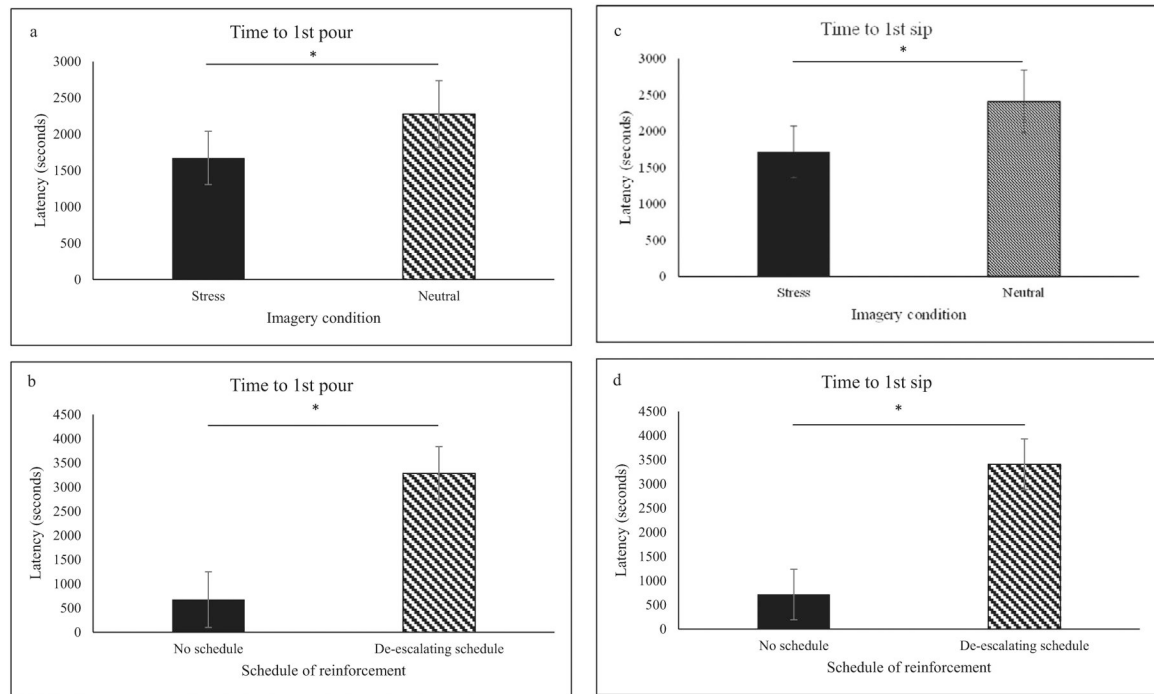 a
Time to 1st pour
*
3000
2500
2000
1500
1000
500
0
Latency (seconds)
Stress
Neutral
Imagery condition
c
Time to 1st sip
*
3000
2500
2000
1500
1000
500
0
Latency (seconds)
Stress
Neutral
Imagery condition
b
Time to 1st pour
*
4500
4000
3500
3000
2500
2000
1500
1000
500
0
Latency (seconds)
No schedule
De-escalating schedule
Schedule of reinforcement
d
Time to 1st sip
*
4500
4000
3500
3000
2500
2000
1500
1000
500
0
Latency (seconds)
No schedule
De-escalating schedule
Schedule of reinforcement